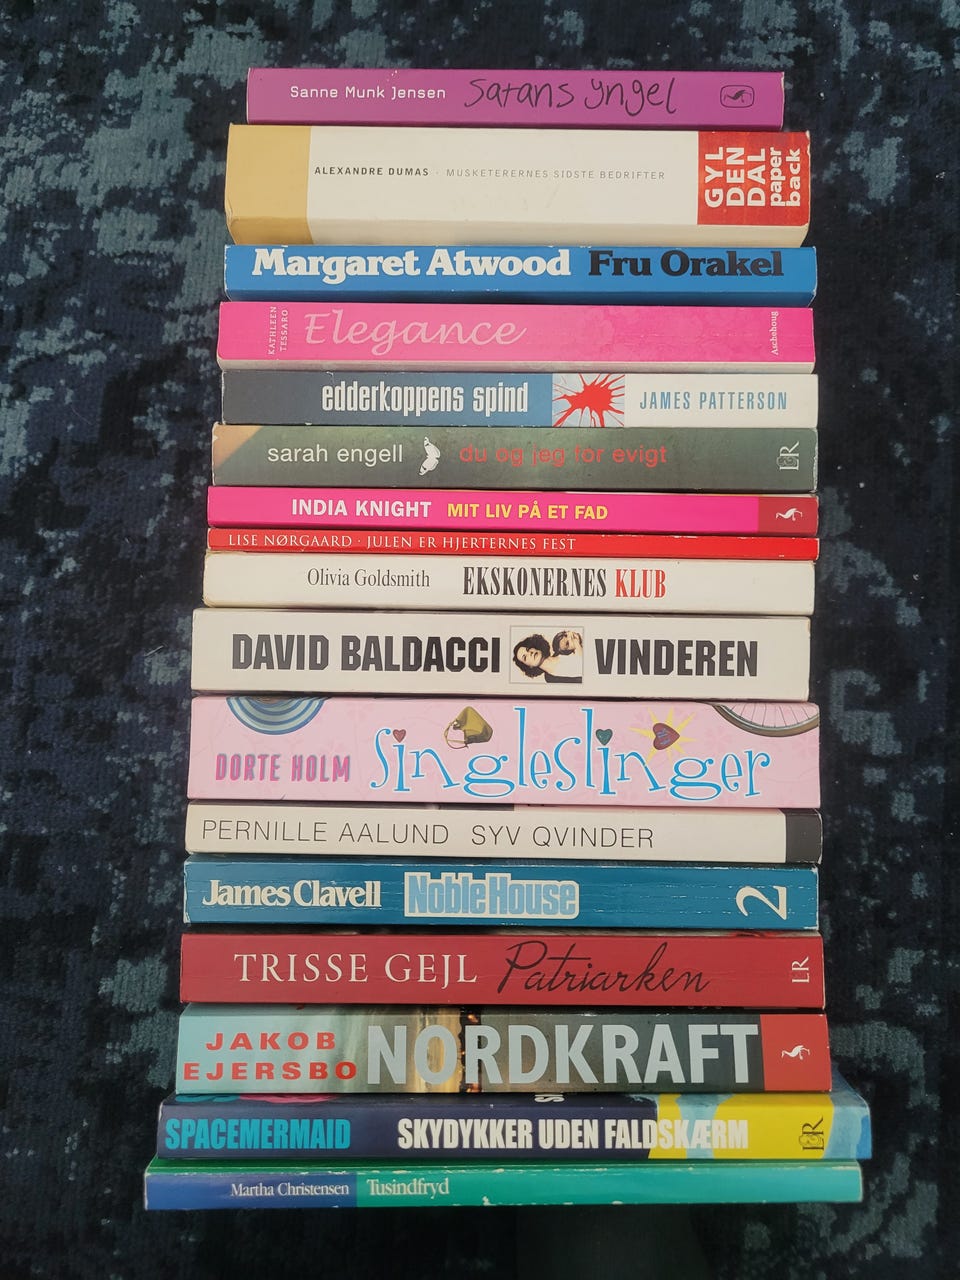 Sanne Munk Jensen satans yngel
ALEXANDRE DUMAS · MUSKETERERNES SIDSTE BEDRIFTER
GYL
DEN
DAL
paper
back
Margaret Atwood Fru Orakel
KATHLEEN
TESSARO
Elegance
Aschehoug
edderkoppens spind JAMES PATTERSON
sarah engell du og jeg for evigt L&R
INDIA KNIGHT MIT LIV PÅ ET FAD
LISE NØRGAARD · JULEN ER HJERTERNES FEST
Olivia Goldsmith EKSKONERNES KLUB
DAVID BALDACCI VINDEREN
DORTE HOLM singleslinger
PERNILLE AALUND SYV QVINDER
James Clavell Noble House 2
TRISSE GEJL Patriarken LR
JAKOB
EJERSBO
NORDKRAFT
SPACEMERMAID SKYDYKKER UDEN FALDSKÆRM L&R
Martha Christensen Tusindfryd